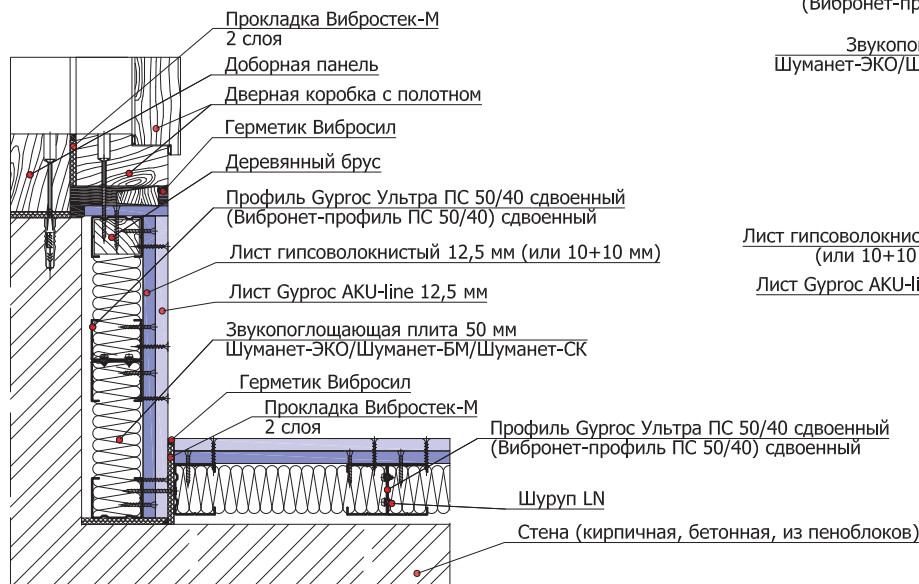 Прокладка Вибростек-М
2 слоя
Доборная панель
Дверная коробка с полотном
Герметик Вибросил
Деревянный брус
Профиль Gyproc Ультра ПС 50/40 сдвоенный
(Вибронет-профиль ПС 50/40) сдвоенный
Лист гипсоволокнистый 12,5 мм (или 10+10 мм)
Лист Gyproc AKU-line 12,5 мм
Звукопоглощающая плита 50 мм
Шуманет-ЭКО/Шуманет-БМ/Шуманет-СК
Герметик Вибросил
Прокладка Вибростек-М
2 слоя
Профиль Gyproc Ультра ПС 50/40 сдвоенный
(Вибронет-профиль ПС 50/40) сдвоенный
Шуруп LN
Стена (кирпичная, бетонная, из пеноблоков)
(Вибронет-пр
Звукопо
Шуманет-ЭКО/Ш
Лист гипсоволокнис
(или 10+10
Лист Gyproc AKU-li